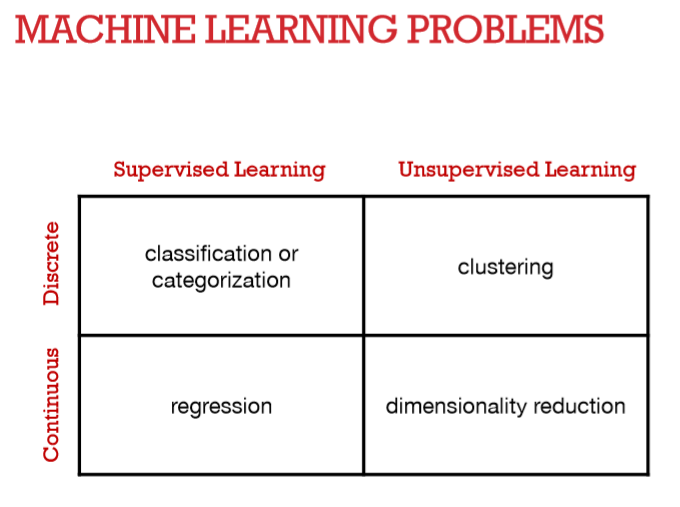 MACHINE LEARNING PROBLEMS
Supervised Learning
Unsupervised Learning
Discrete
classification or
categorization
clustering
Continuous
regression
dimensionality reduction